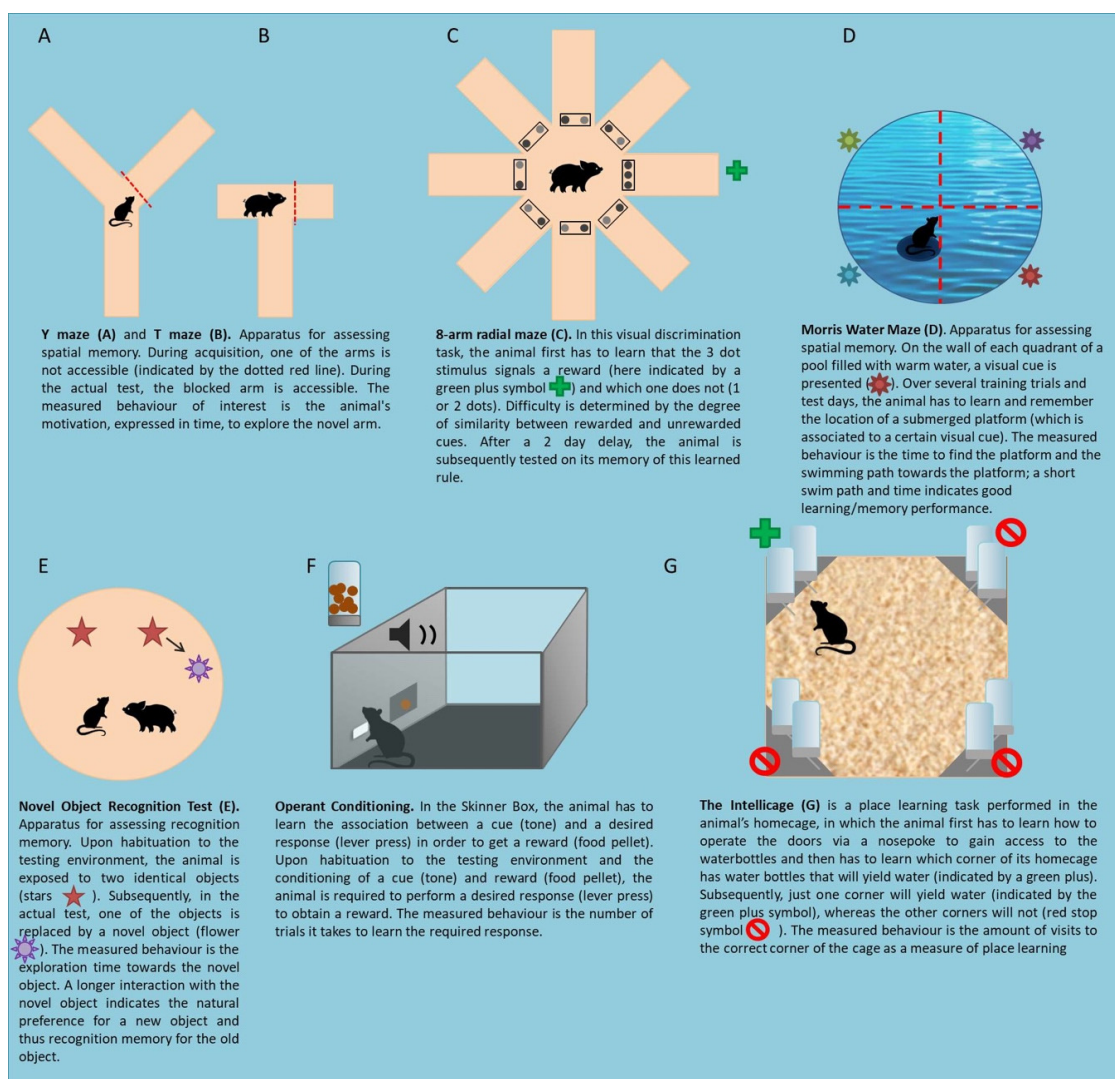 A
B
C
D
Y maze (A) and T maze (B). Apparatus for assessing
spatial memory. During acquisition, one of the arms is
not accessible (indicated by the dotted red line). During
the actual test, the blocked arm is accessible. The
measured behaviour of interest is the animal's
motivation, expressed in time, to explore the novel arm.
8-arm radial maze (C). In this visual discrimination
task, the animal first has to learn that the 3 dot
stimulus signals a reward (here indicated by a
green plus symbol ) and which one does not (1
or 2 dots). Difficulty is determined by the degree
of similarity between rewarded and unrewarded
cues. After a 2 day delay, the animal is
subsequently tested on its memory of this learned
rule.
Morris Water Maze (D). Apparatus for assessing
spatial memory. On the wall of each quadrant of a
pool filled with warm water, a visual cue is
presented ( ). Over several training trials and
test days, the animal has to learn and remember
the location of a submerged platform (which is
associated to a certain visual cue). The measured
behaviour is the time to find the platform and the
swimming path towards the platform; a short
swim path and time indicates good
learning/memory performance.
E
F
G
Novel Object Recognition Test (E).
Apparatus for assessing recognition
memory. Upon habituation to the
testing environment, the animal is
exposed to two identical objects
(stars ). Subsequently, in the
actual test, one of the objects is
replaced by a novel object (flower
). The measured behaviour is the
exploration time towards the novel
object. A longer interaction with the
novel object indicates the natural
preference for a new object and
thus recognition memory for the old
object.
Operant Conditioning. In the Skinner Box, the animal has to
learn the association between a cue (tone) and a desired
response (lever press) in order to get a reward (food pellet).
Upon habituation to the testing environment and the
conditioning of a cue (tone) and reward (food pellet), the
animal is required to perform a desired response (lever press)
to obtain a reward. The measured behaviour is the number of
trials it takes to learn the required response.
The Intellicage (G) is a place learning task performed in the
animal's homecage, in which the animal first has to learn how to
operate the doors via a nosepoke to gain access to the
waterbottles and then has to learn which corner of its homecage
has water bottles that will yield water (indicated by a green plus).
Subsequently, just one corner will yield water (indicated by the
green plus symbol), whereas the other corners will not (red stop
symbol ). The measured behaviour is the amount of visits to
the correct corner of the cage as a measure of place learning